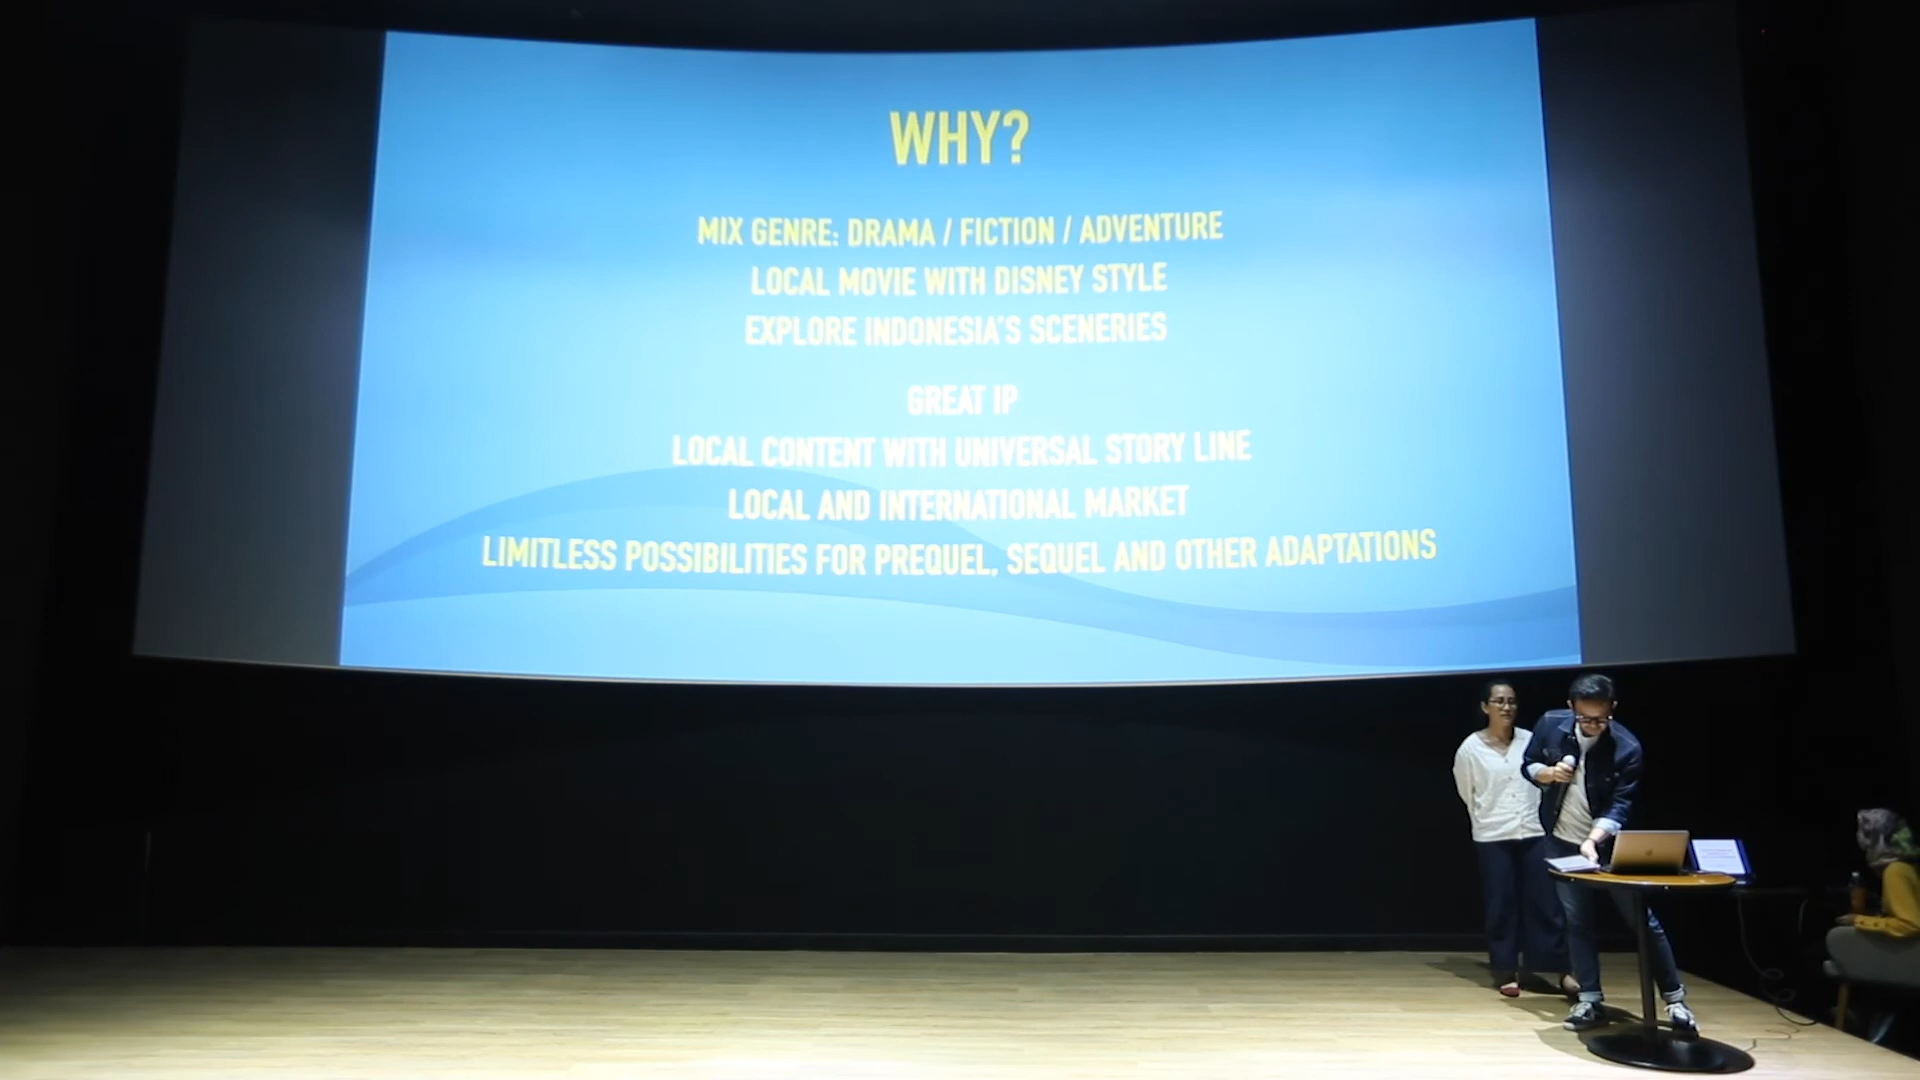 WHY?
MIX GENRE: DRAMA / FICTION / ADVENTURE
LOCAL MOVIE WITH DISNEY STYLE
EXPLORE INDONESIA'S SCENERIES
GREAT IP
LOCAL CONTENT WITH UNIVERSAL STORY LINE
LOCAL AND INTERNATIONAL MARKET
LIMITLESS POSSIBILITIES FOR PREQUEL, SEQUEL AND OTHER ADAPTATIONS